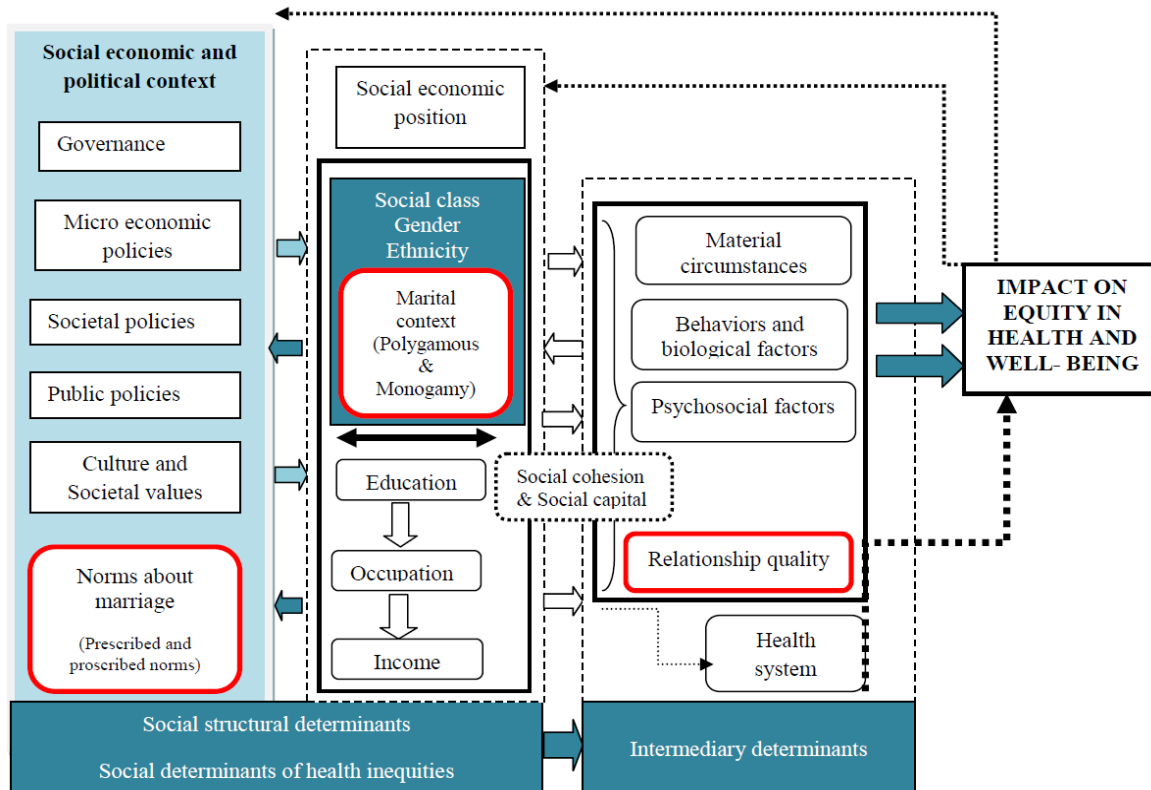 Social economic and
political context
Governance
Micro economic
policies
Societal policies
Public policies
Culture and
Societal values
Norms about
marriage
(Prescribed and
proscribed norms)
Social economic
position
Social class
Gender
Ethnicity
Marital
context
(Polygamous
&
Monogamy)
Education
Occupation
Income
Social cohesion
& Social capital
Material
circumstances
Behaviors and
biological factors
Psychosocial factors
Relationship quality
Health
system
IMPACT ON
EQUITY IN
HEALTH AND
WELL- BEING
Social structural determinants
Social determinants of health inequities
Intermediary determinants